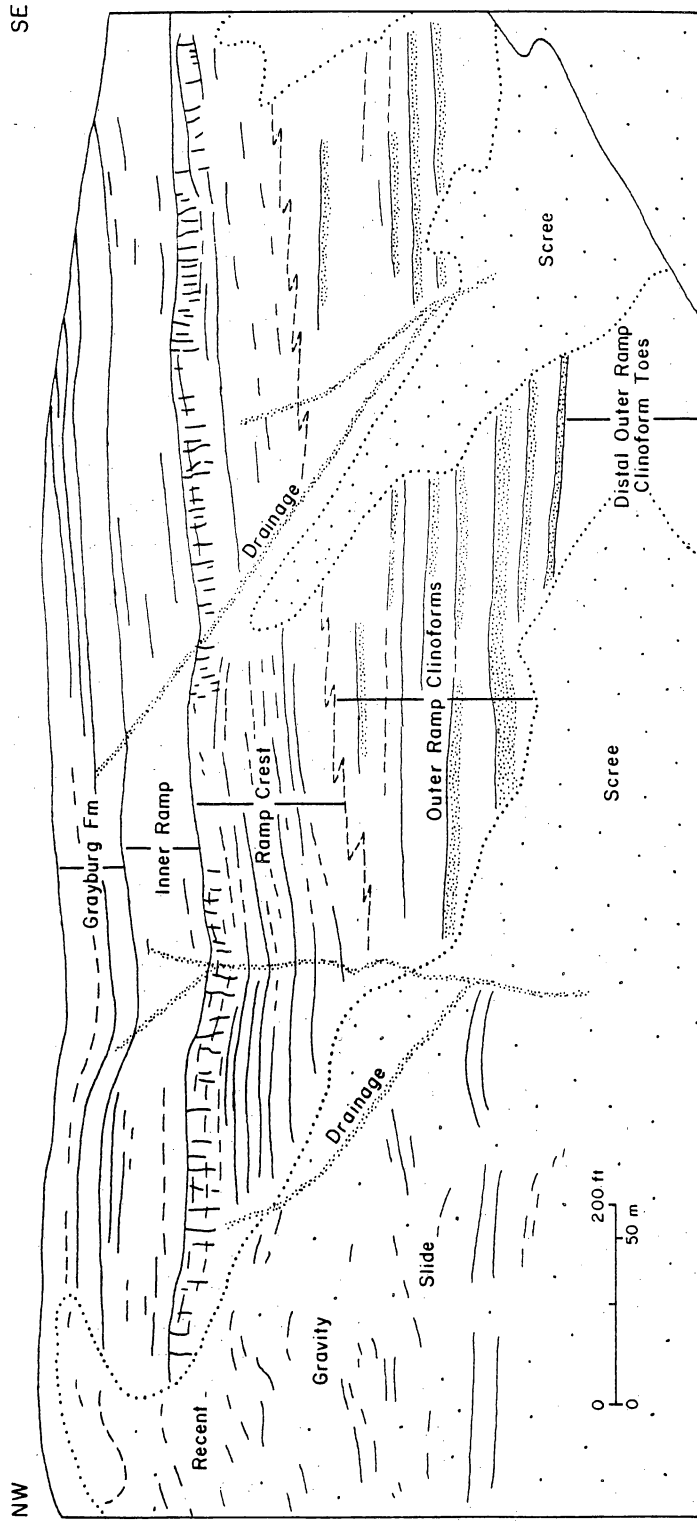 NW
SE
Grayburg Fm
Inner Ramp
Ramp Crest
Drainage
Outer Ramp Clinoforms
Drainage
Recent
Gravity
Slide
Scree
Scree
Distal Outer Ramp
Clinoform Toes
0 200 ft
0 50 m